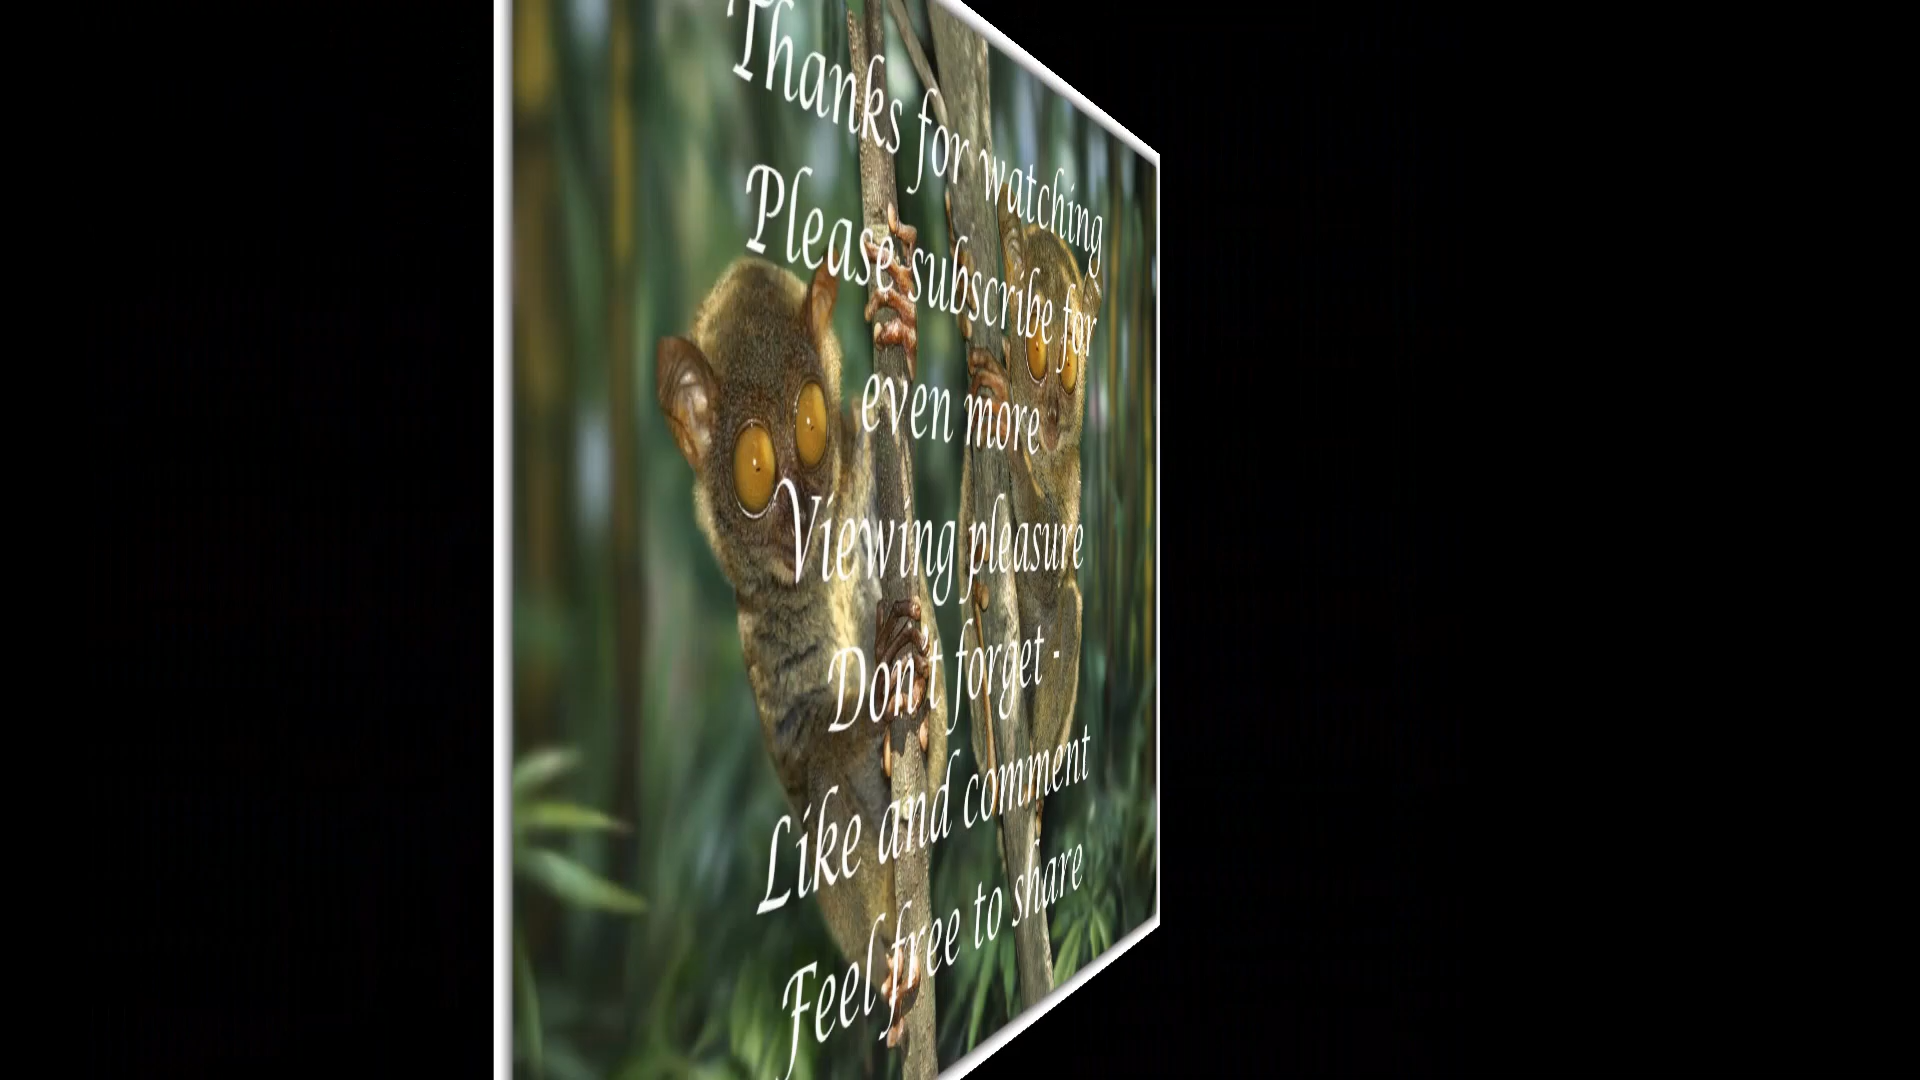 Thanks for watching
Please subscribe for
even more
Viewing pleasure
Don't forget -
Like and comment
Feel free to share